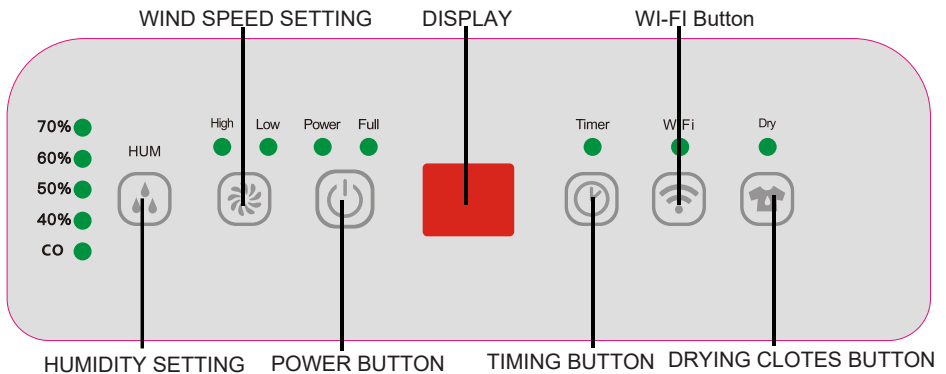 WIND SPEED SETTING
DISPLAY
WI-FI Button
70%
60%
50%
40%
CO
HUM
High
Low
Power
Full
Timer
WiFi
Dry
HUMIDITY SETTING
POWER BUTTON
TIMING BUTTON
DRYING CLOTES BUTTON